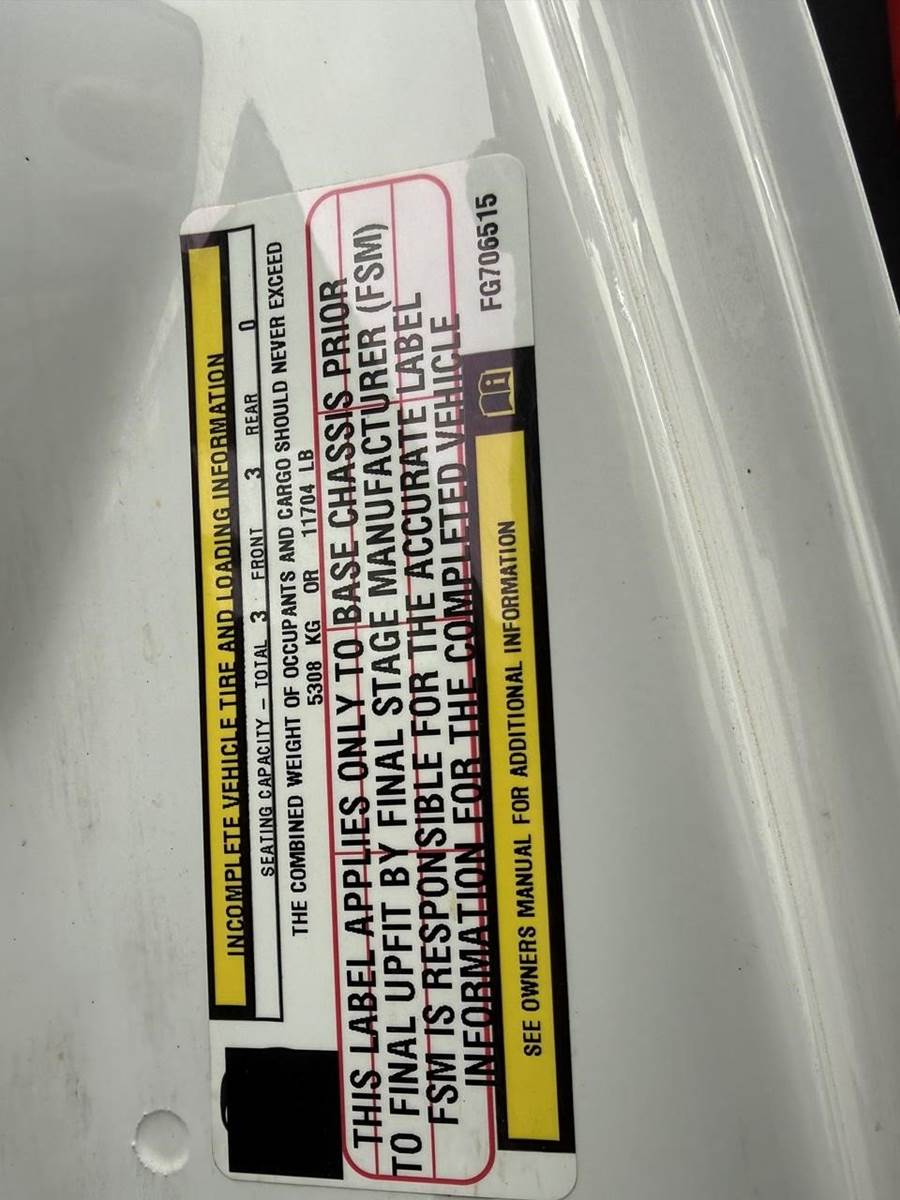 INCOMPLETE VEHICLE TIRE AND LOADING INFORMATION
SEATING CAPACITY - TOTAL 3 FRONT 3 REAR 0
THE COMBINED WEIGHT OF OCCUPANTS AND CARGO SHOULD NEVER EXCEED
5308 KG OR 11704 LB
THIS LABEL APPLIES ONLY TO BASE CHASSIS PRIOR
TO FINAL UPFIT BY FINAL STAGE MANUFACTURER (FSM)
FSM IS RESPONSIBLE FOR THE ACCURATE LABEL
INFORMATION FOR THE COMPLETED VEHICLE
SEE OWNERS MANUAL FOR ADDITIONAL INFORMATION
FG706515